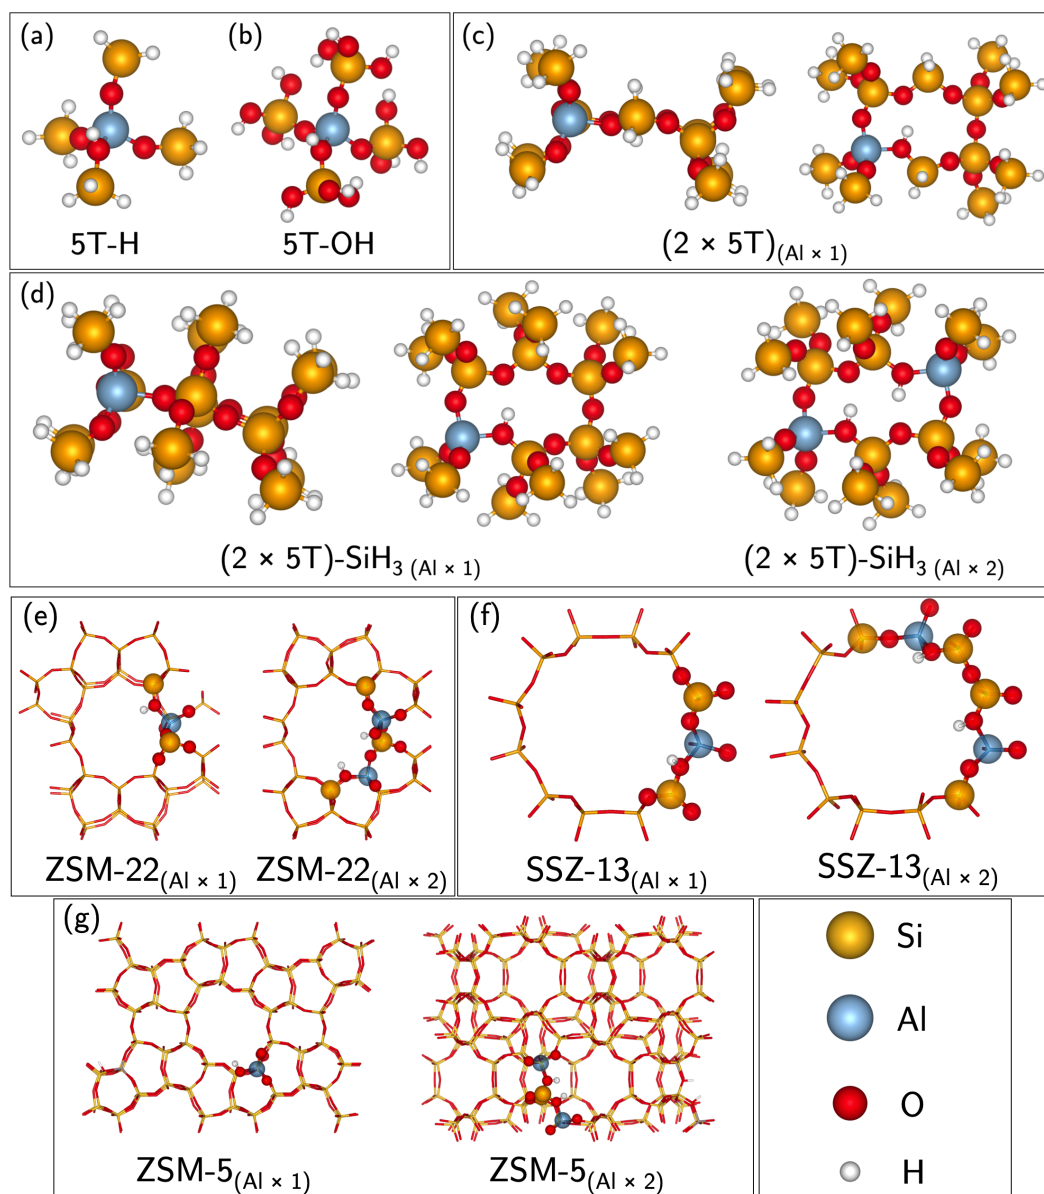 (a)
(b)
(c)
5T-H
5T-OH
(2 × 5T)(Al × 1)
(d)
(2 × 5T)-SiH3 (Al × 1)
(2 × 5T)-SiH3 (Al × 2)
(e)
(f)
ZSM-22(Al × 1)
ZSM-22(Al × 2)
SSZ-13(Al × 1)
SSZ-13(Al × 2)
(g)
ZSM-5(Al × 1)
ZSM-5(Al × 2)
Si
Al
O
H